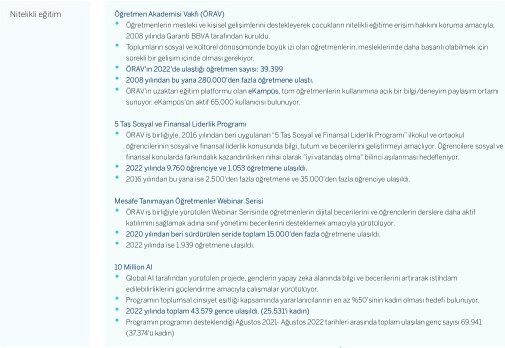 Nitelikli eğitim
Öğretmen Akademisi Vakfı (ÖRAV)
Öğretmenlerin mesleki ve kişisel gelişimlerini destekleyerek çocukların nitelikli eğitime erişim hakkını koruma amacıyla,
2008 yılından Garanti BBVA tarafından kuruldu.
Toplumların sosyal ve kültürel dönüşümünde büyük izi olan öğretmenlerin, mesleklerinde daha başarılı olabilmek için
sürekli bir gelişim içinde olması gerekiyor.
ÖRAV'ın 2022'de ulaştığı öğretmen sayısı: 39.399
2008 yılından bu yana 280.000'den fazla öğretmene ulaştı.
ÖRAV'ın uzaktan eğitim platformu olan eKampüs, tüm öğretmenlerin kullanımına açık bir bilgi/deneyim paylaşım ortamı
sunuyor. eKampüs'ün aktif 65.000 kullanıcısı bulunuyor.
5 Taş Sosyal ve Finansal Liderlik Programı
ÖRAV iş birliğiyle, 2016 yılından beri uygulanan "5 Taş Sosyal ve Finansal Liderlik Programı" ilkokul ve ortaokul
öğrencilerinin sosyal ve finansal liderlik konusunda bilgi, tutum ve becerilerini geliştirmeyi amaçlıyor. Öğrencilere sosyal ve
finansal konularda farkındalık kazandırılırken nihai olarak "iyi vatandaş olma" bilinci aşılanması hedefleniyor.
2022 yılında 9.760 öğrenciye ve 1.053 öğretmene ulaşıldı.
2016 yılından bu yana ise 2.500'den fazla öğretmene ve 35.000'den fazla öğrenciye ulaşıldı.
Mesafe Tanımayan Öğretmenler Webinar Serisi
ÖRAV iş birliğiyle yürütülen Webinar Serisinde öğretmenlerin dijital becerilerini ve öğrencilerin derslere daha aktif
katılımını sağlamak adına sınıf yönetimi becerilerini desteklemek amacıyla yürütülüyor.
2020 yılından beri sürdürülen seride toplam 15.000'den fazla öğretmene ulaşıldı.
2022 yılında ise 1.939 öğretmene ulaşıldı.
10 Million AI
Global AI tarafından yürütülen projede, gençlerin yapay zeka alanında bilgi ve becerilerini artırarak istihdam
edilebilirliklerini güçlendirme amacıyla çalışmalar yürütülüyor.
Programın toplumsal cinsiyet eşitliği kapsamında yararlanıcılarının en az %50'sinin kadın olması hedefi bulunuyor.
2022 yılında toplam 43.579 gence ulaşıldı. (25.531'i kadın)
Programın programın desteklendiği Ağustos 2021- Ağustos 2022 tarihleri arasında toplam ulaşılan genç sayısı 69.941
(37.374'ü kadın)